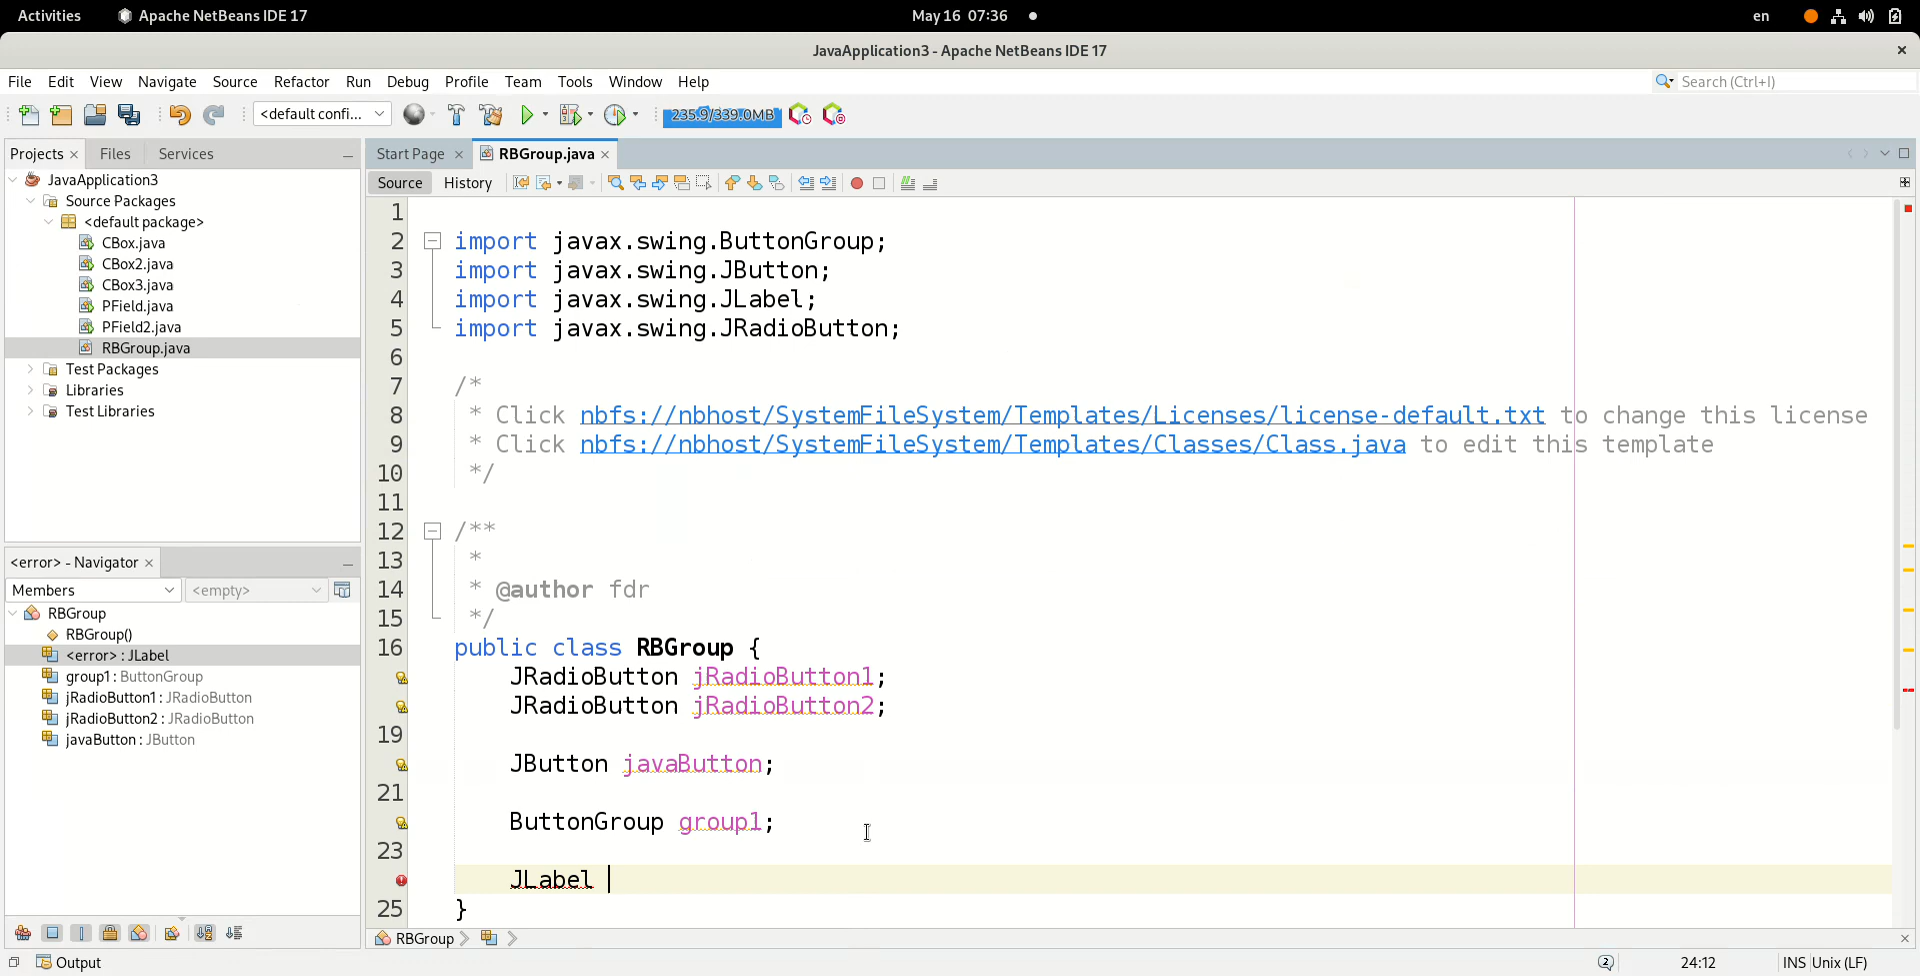 Activities
Apache NetBeans IDE 17
May 16 07:36
en
JavaApplication3 - Apache NetBeans IDE 17
File Edit View Navigate Source Refactor Run Debug Profile Team Tools Window Help
Search (Ctrl+I)
<default confi...
235.9/339.0MB
Projects
Files
Services
JavaApplication3
Source Packages
<default package>
CBox.java
CBox2.java
CBox3.java
PField.java
PField2.java
RBGroup.java
Test Packages
Libraries
Test Libraries
<error> - Navigator
Members
<empty>
RBGroup
RBGroup()
<error> : JLabel
group1 : ButtonGroup
jRadioButton1 : JRadioButton
jRadioButton2 : JRadioButton
javaButton : JButton
Output
Start Page
RBGroup.java
Source
History
1
2 import javax.swing.ButtonGroup;
3 import javax.swing.JButton;
4 import javax.swing.JLabel;
5 import javax.swing.JRadioButton;
6
7 /*
8 * Click nbfs://nbhost/SystemFileSystem/Templates/Licenses/license-default.txt to change this license
9 * Click nbfs://nbhost/SystemFileSystem/Templates/Classes/Class.java to edit this template
10 */
11
12 /**
13 *
14 * @author fdr
15 */
16 public class RBGroup {
JRadioButton jRadioButton1;
JRadioButton jRadioButton2;
19
JButton javaButton;
21
ButtonGroup group1;
23
JLabel
25 }
RBGroup
2
24:12
INS
Unix (LF)